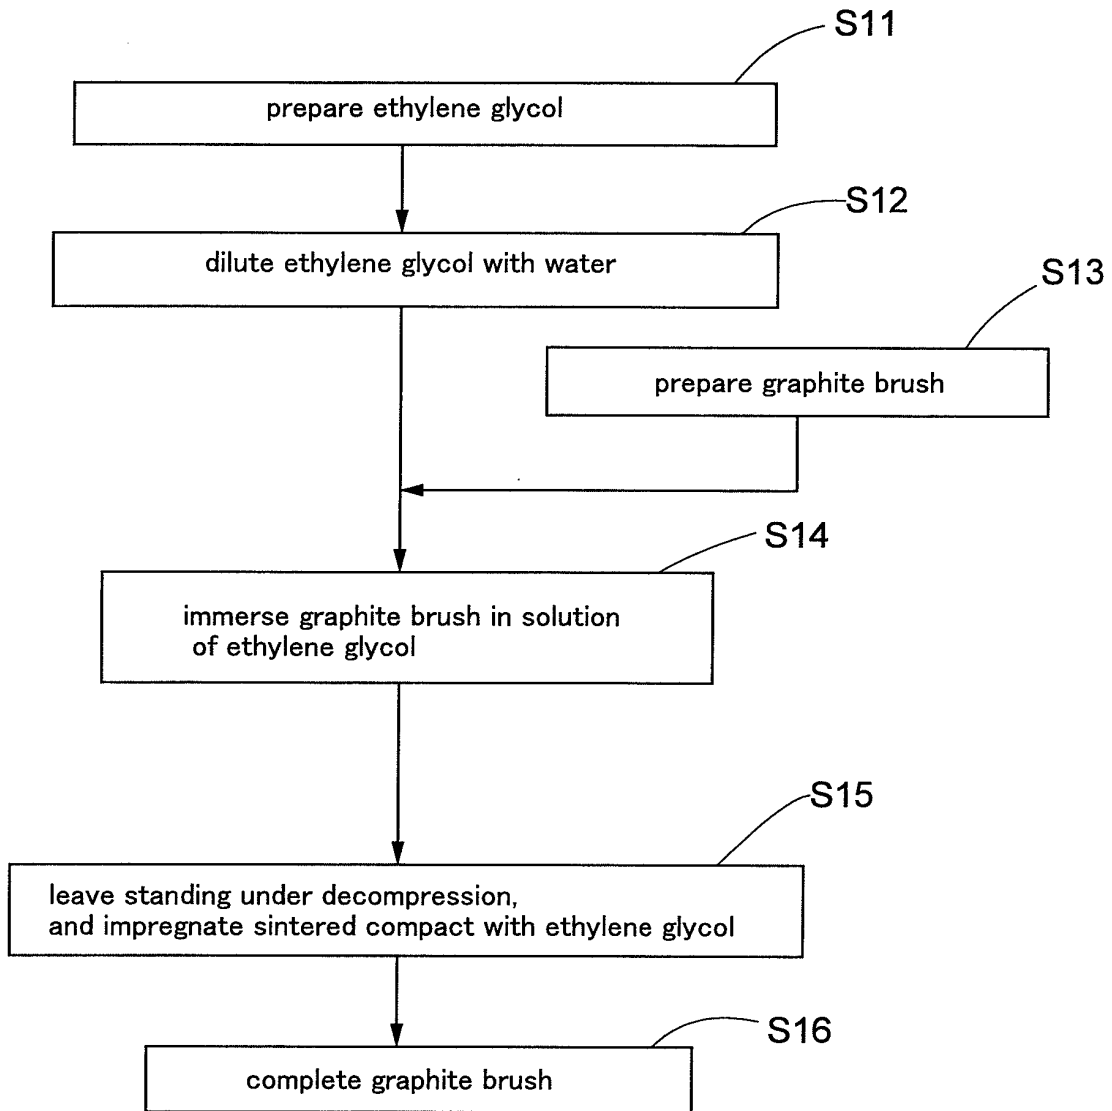 S11
prepare ethylene glycol
S12
dilute ethylene glycol with water
S13
prepare graphite brush
S14
immerse graphite brush in solution
of ethylene glycol
S15
leave standing under decompression,
and impregnate sintered compact with ethylene glycol
S16
complete graphite brush